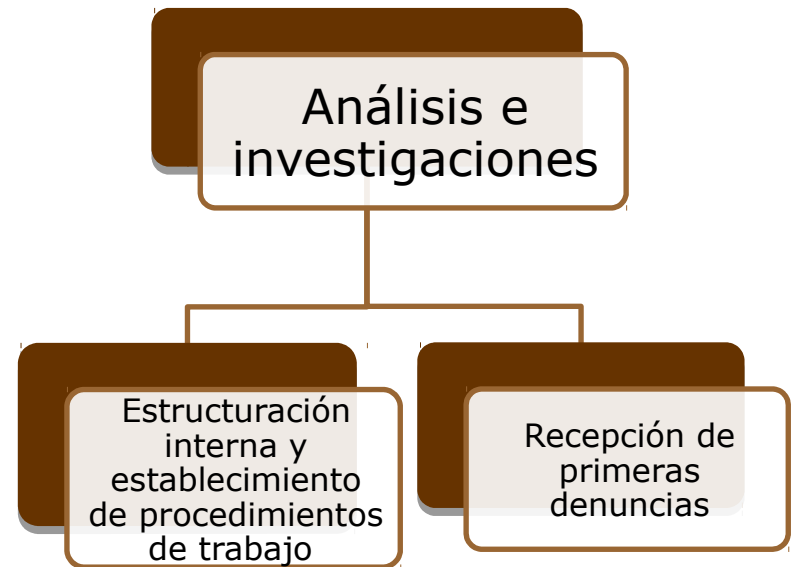 Análisis e
investigaciones
Estructuración
interna y
establecimiento
de procedimientos
de trabajo
Recepción de
primeras
denuncias